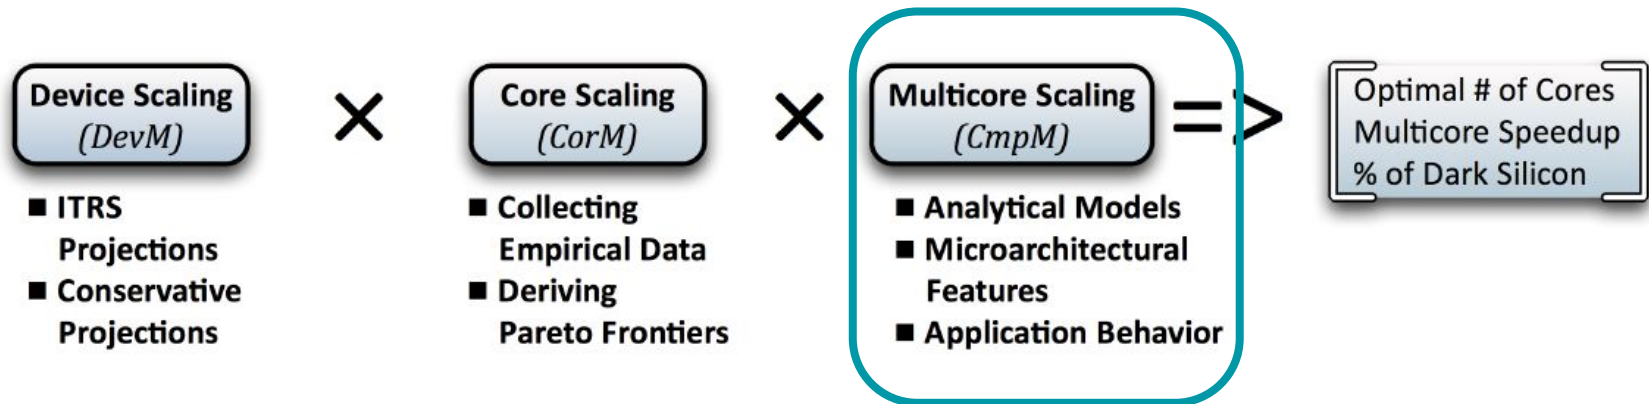 Device Scaling
(DevM)
■ ITRS
Projections
■ Conservative
Projections
×
Core Scaling
(CorM)
■ Collecting
Empirical Data
■ Deriving
Pareto Frontiers
×
Multicore Scaling
(CmpM)
■ Analytical Models
■ Microarchitectural
Features
■ Application Behavior
=>
Optimal # of Cores
Multicore Speedup
% of Dark Silicon